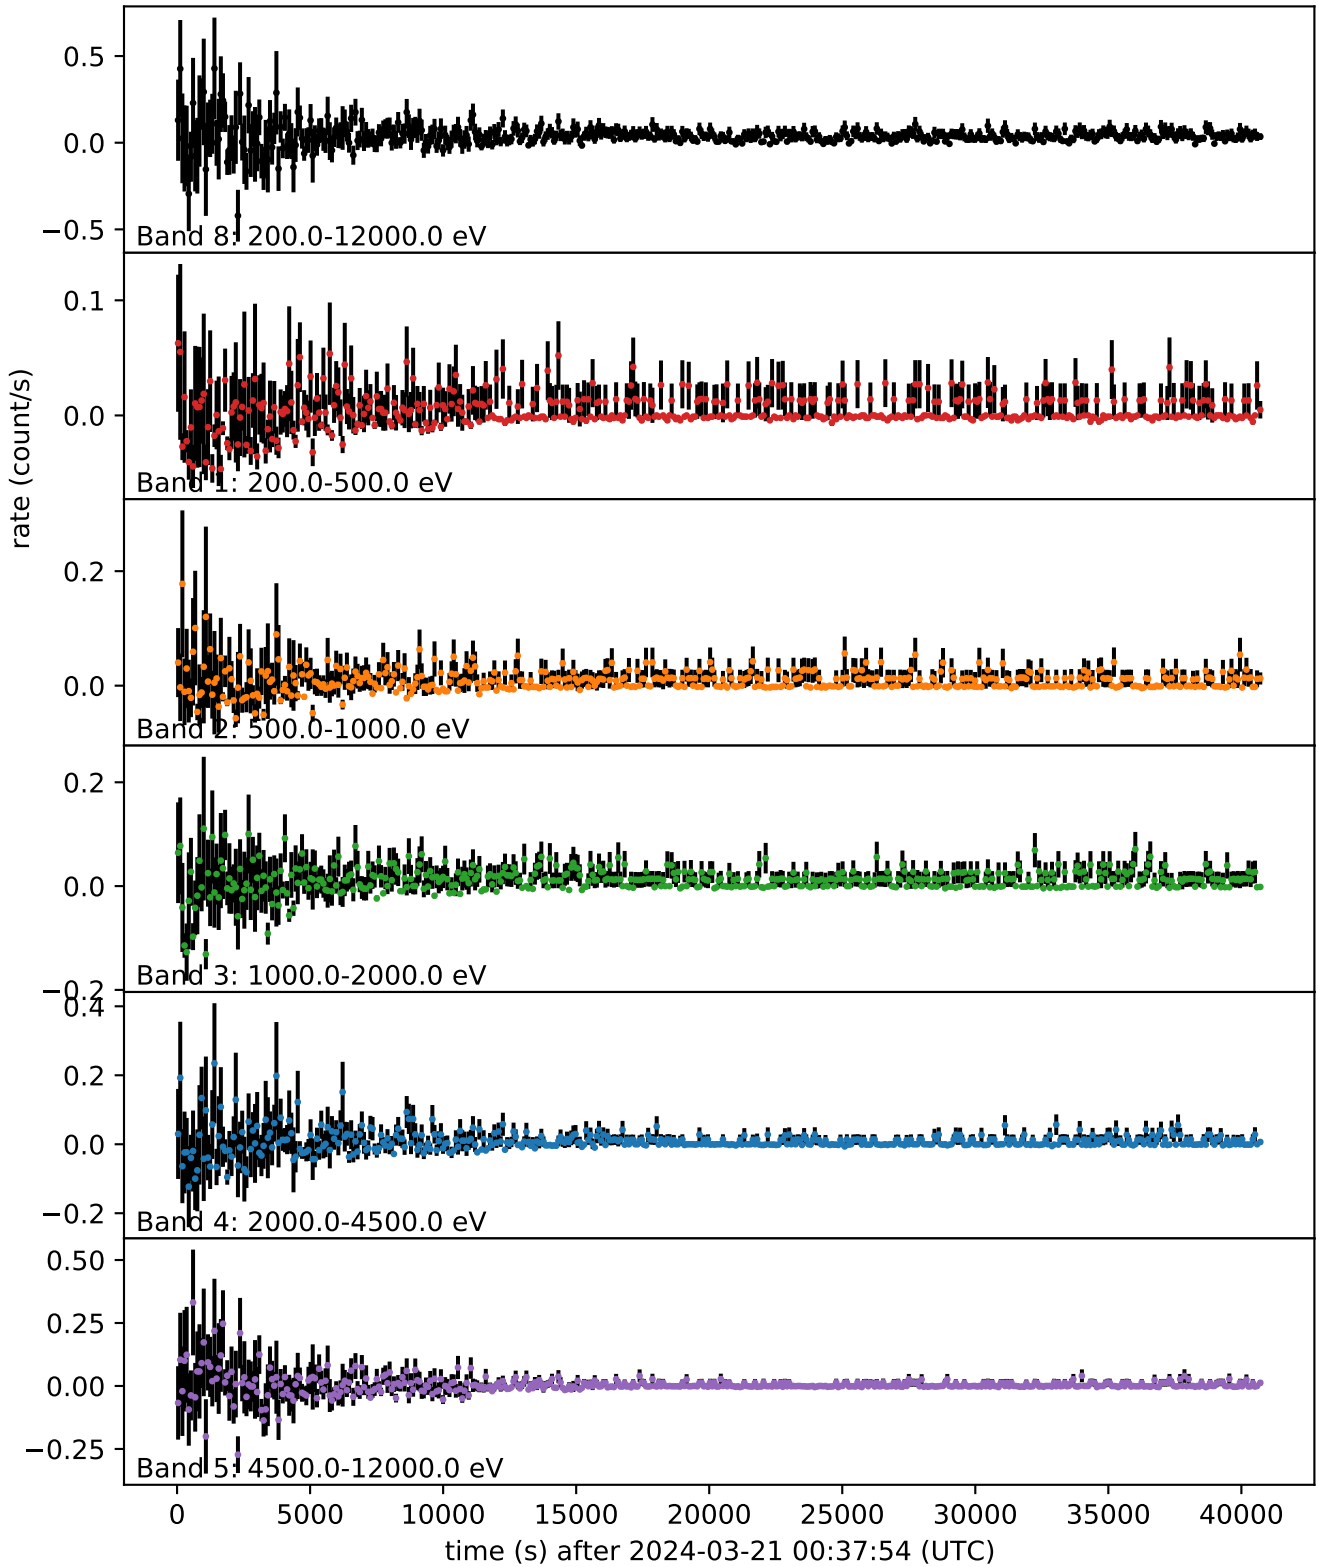 0.5
0.0
−0.5
Band 8: 200.0-12000.0 eV
0.1
0.0
Band 1: 200.0-500.0 eV
rate (count/s)
0.2
0.0
Band 2: 500.0-1000.0 eV
0.2
0.0
−0.2
Band 3: 1000.0-2000.0 eV
0.4
0.2
0.0
−0.2
Band 4: 2000.0-4500.0 eV
0.50
0.25
0.00
−0.25
Band 5: 4500.0-12000.0 eV
0 5000 10000 15000 20000 25000 30000 35000 40000
time (s) after 2024-03-21 00:37:54 (UTC)